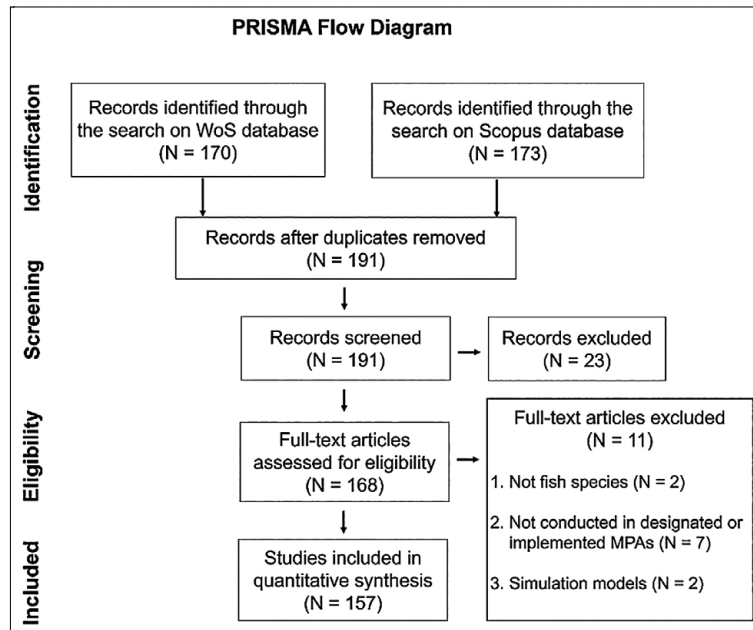 PRISMA Flow Diagram
Identification
Records identified through
the search on WoS database
(N = 170)
Records identified through the
search on Scopus database
(N = 173)
Records after duplicates removed
(N = 191)
Screening
Records screened
(N = 191)
Records excluded
(N = 23)
Eligibility
Full-text articles
assessed for eligibility
(N = 168)
Full-text articles excluded
(N = 11)
1. Not fish species (N = 2)
2. Not conducted in designated or
implemented MPAs (N = 7)
3. Simulation models (N = 2)
Included
Studies included in
quantitative synthesis
(N = 157)